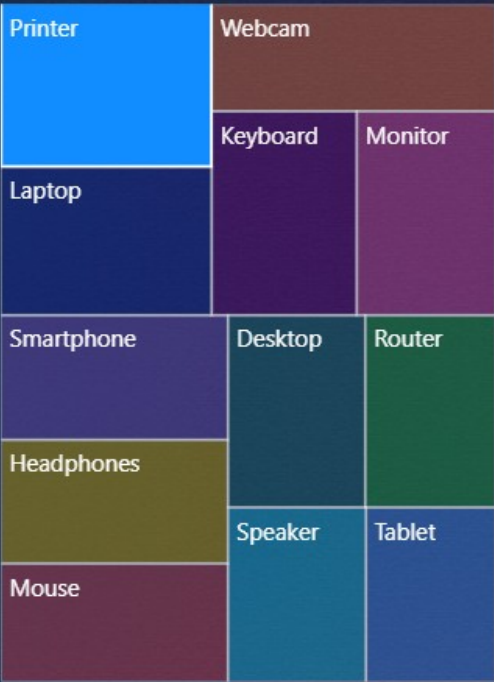 Printer
Webcam
Keyboard
Monitor
Laptop
Smartphone
Desktop
Router
Headphones
Speaker
Tablet
Mouse